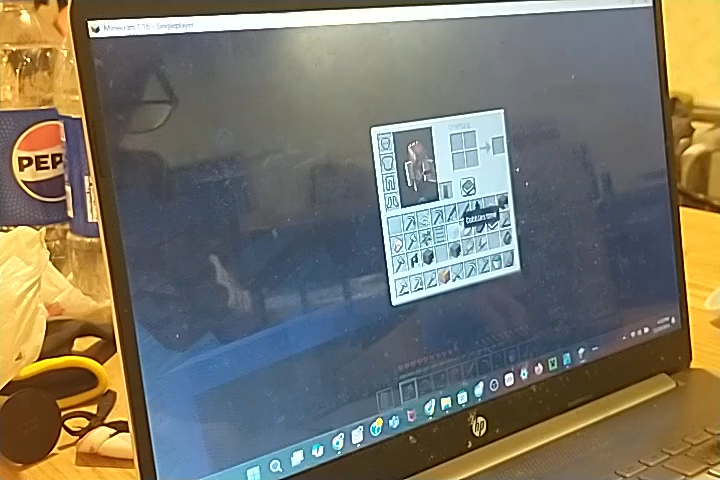 Minecraft 1.16 - Singleplayer
PEP
Crafting
Cobblestone
hp